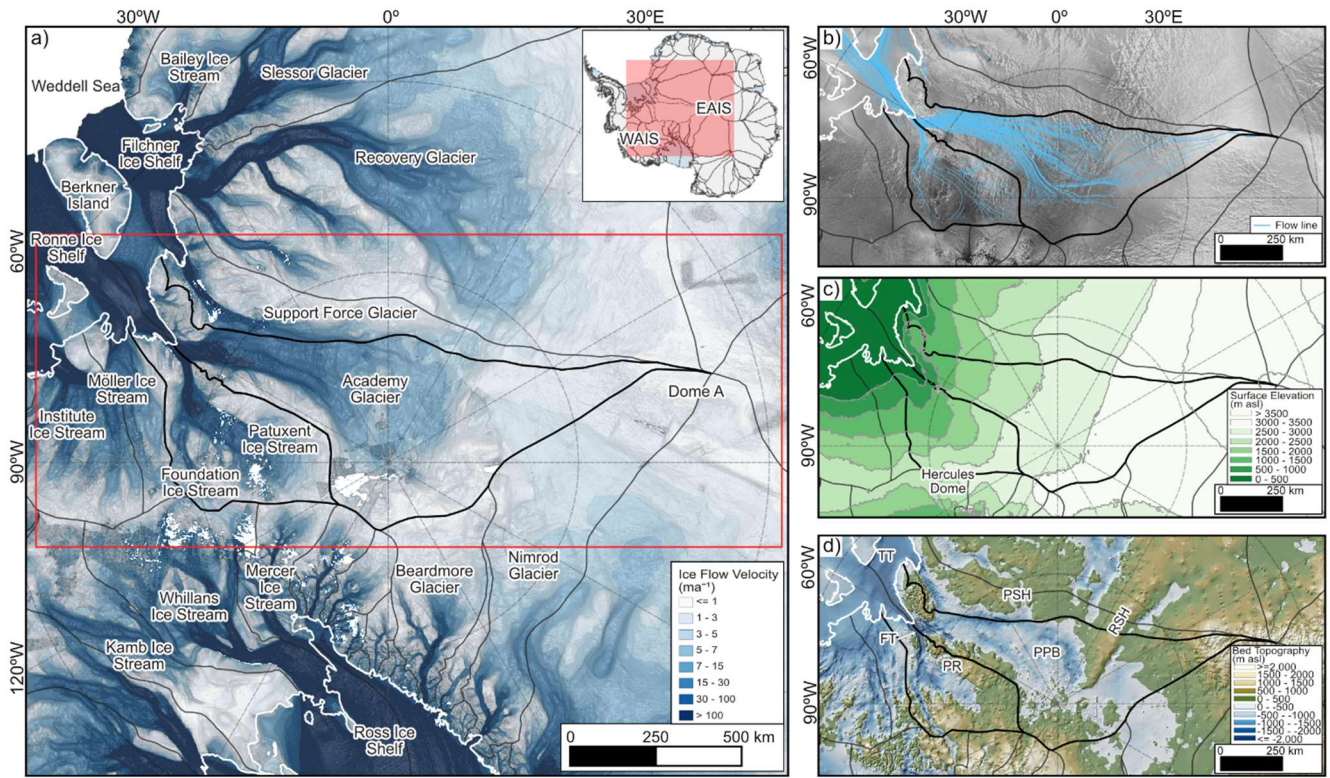 a)
30ºW
0º
30ºE
60ºW
90ºW
120ºW
Weddell Sea
Bailey Ice
Stream
Slessor Glacier
Filchner
Ice Shelf
Recovery Glacier
Berkner
Island
Ronne Ice
Shelf
Support Force Glacier
Möller Ice
Stream
Academy
Glacier
Dome A
Institute
Ice Stream
Patuxent
Ice Stream
Foundation
Ice Stream
Mercer
Ice
Stream
Beardmore
Glacier
Nimrod
Glacier
Whillans
Ice Stream
Kamb Ice
Stream
Ross Ice
Shelf
EAIS
WAIS
Ice Flow Velocity
(ma⁻¹)
<= 1
1 - 3
3 - 5
5 - 7
7 - 15
15 - 30
30 - 100
> 100
0
250
500 km
b)
30ºW
0º
30ºE
60ºW
90ºW
Flow line
0
250 km
c)
60ºW
90ºW
Hercules
Dome
Surface Elevation
(m asl)
> 3500
3000 - 3500
2500 - 3000
2000 - 2500
1500 - 2000
1000 - 1500
500 - 1000
0 - 500
0
250 km
d)
60ºW
90ºW
TT
PSH
RSH
FT
PR
PPB
Bed Topography
(m asl)
>=2,000
1500 - 2000
1000 - 1500
500 - 1000
0 - 500
0 - -500
-500 - -1000
-1000 - -1500
-1500 - -2000
<= -2,000
0
250 km